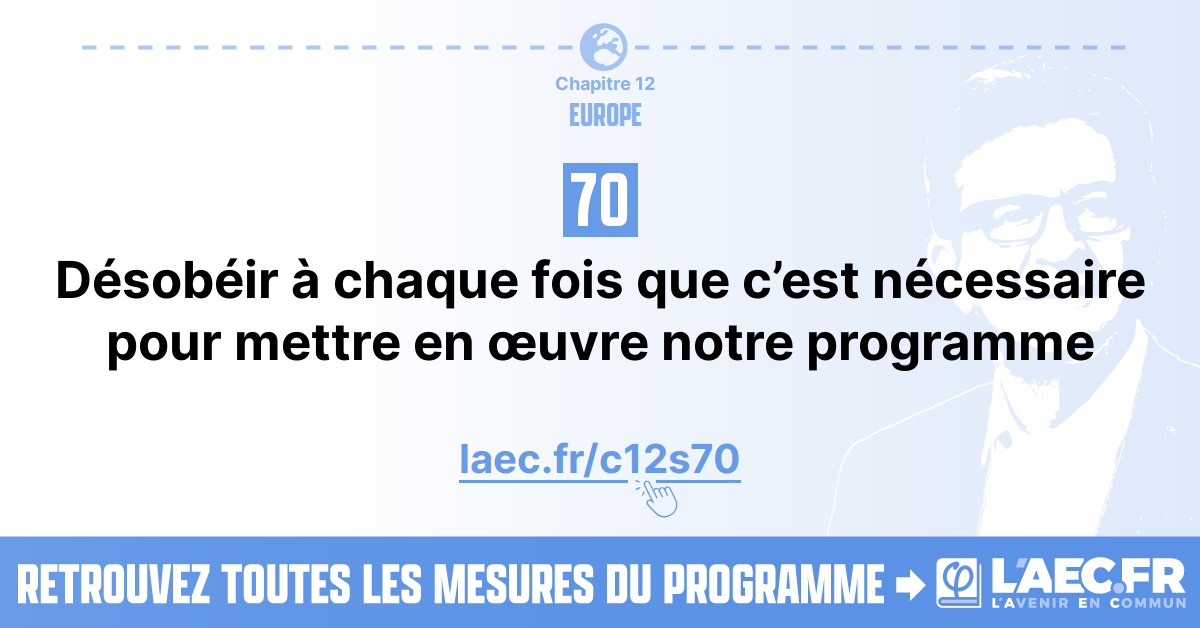 Chapitre 12
EUROPE
70
Désobéir à chaque fois que c’est nécessaire
pour mettre en œuvre notre programme
laec.fr/c12s70
RETROUVEZ TOUTES LES MESURES DU PROGRAMME
L'AEC.FR
L'AVENIR EN COMMUN